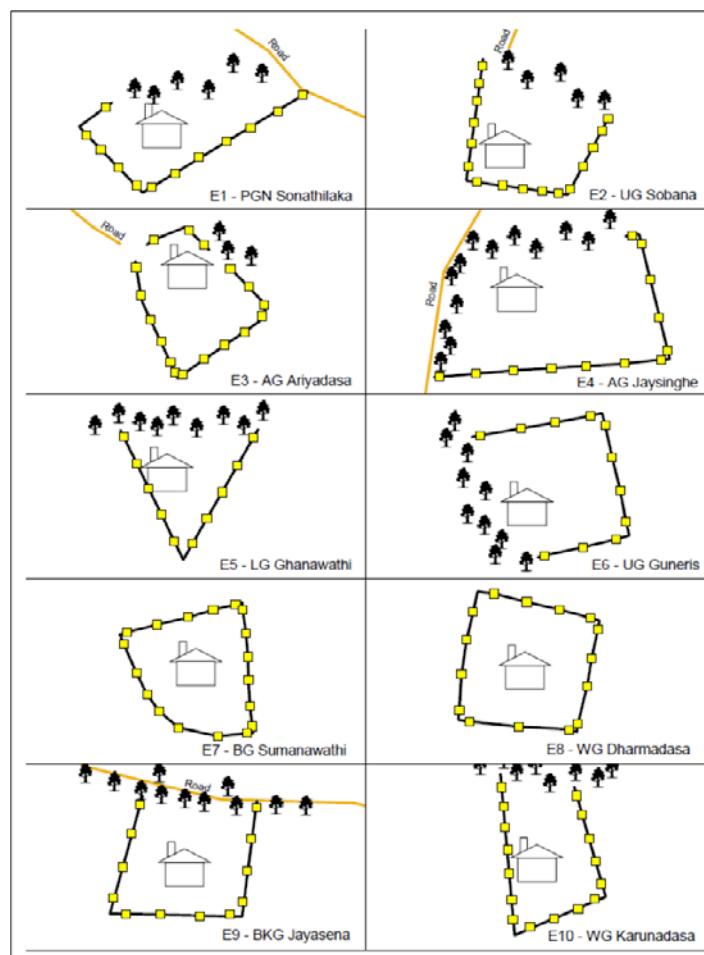 Road
E1 - PGN Sonathilaka
Road
E2 - UG Sobana
Road
E3 - AG Ariyadasa
Road
E4 - AG Jaysinghe
E5 - LG Ghanawathi
E6 - UG Guneris
E7 - BG Sumanawathi
E8 - WG Dharmadasa
Road
E9 - BKG Jayasena
E10 - WG Karunadasa